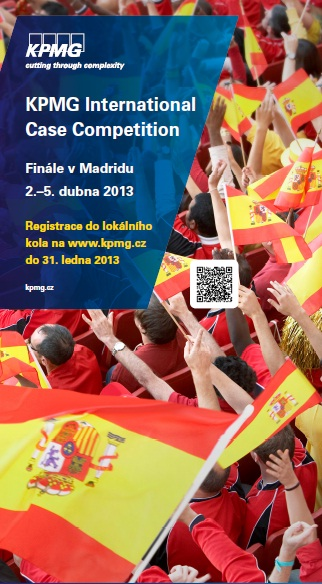 KPMG
cutting through complexity
KPMG International
Case Competition
Finále v Madridu
2.–5. dubna 2013
Registrace do lokálního
kola na www.kpmg.cz
do 31. ledna 2013
kpmg.cz